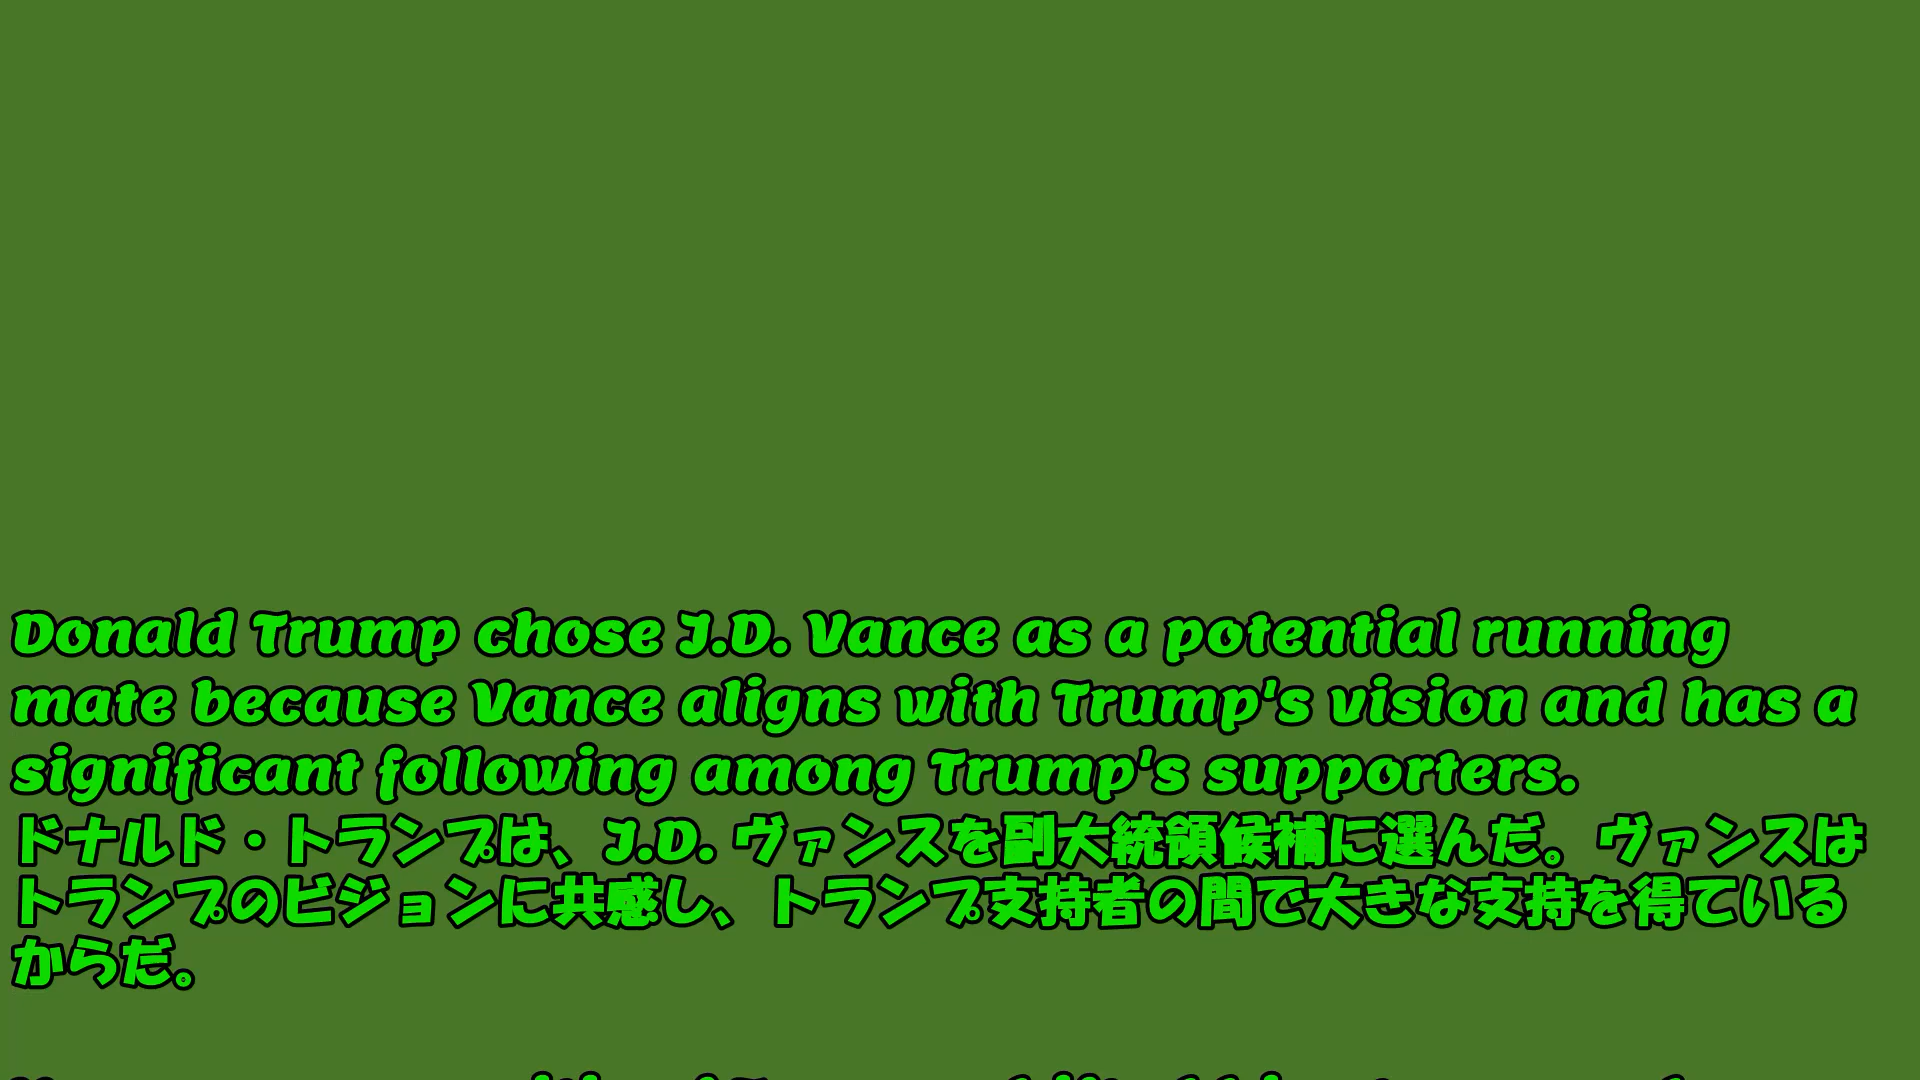 Donald Trump chose J.D. Vance as a potential running
mate because Vance aligns with Trump's vision and has a
significant following among Trump's supporters.
ドナルド・トランプは、J.D. ヴァンスを副大統領候補に選んだ。ヴァンスは
トランプのビジョンに共感し、トランプ支持者の間で大きな支持を得ている
からだ。